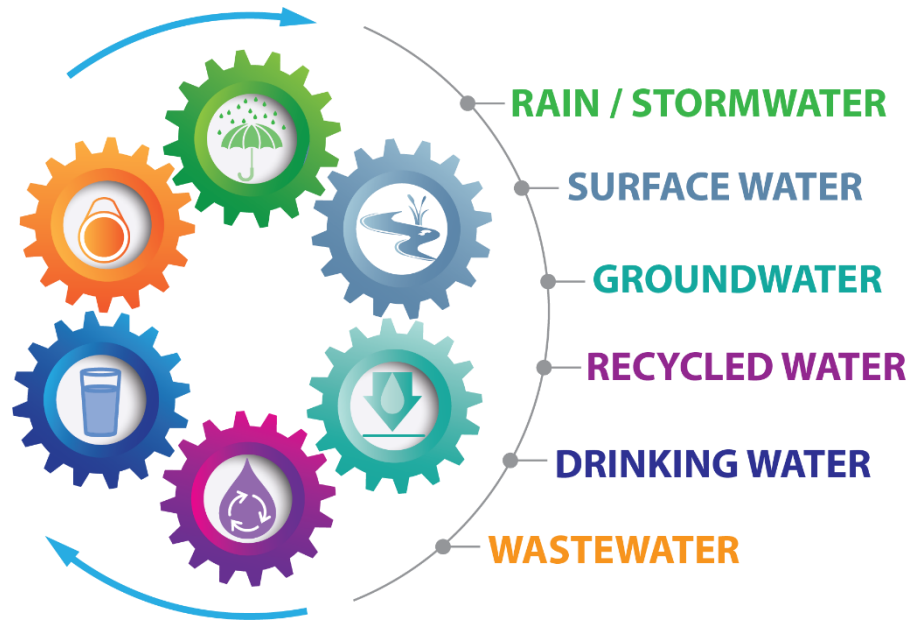 RAIN / STORMWATER
SURFACE WATER
GROUNDWATER
RECYCLED WATER
DRINKING WATER
WASTEWATER